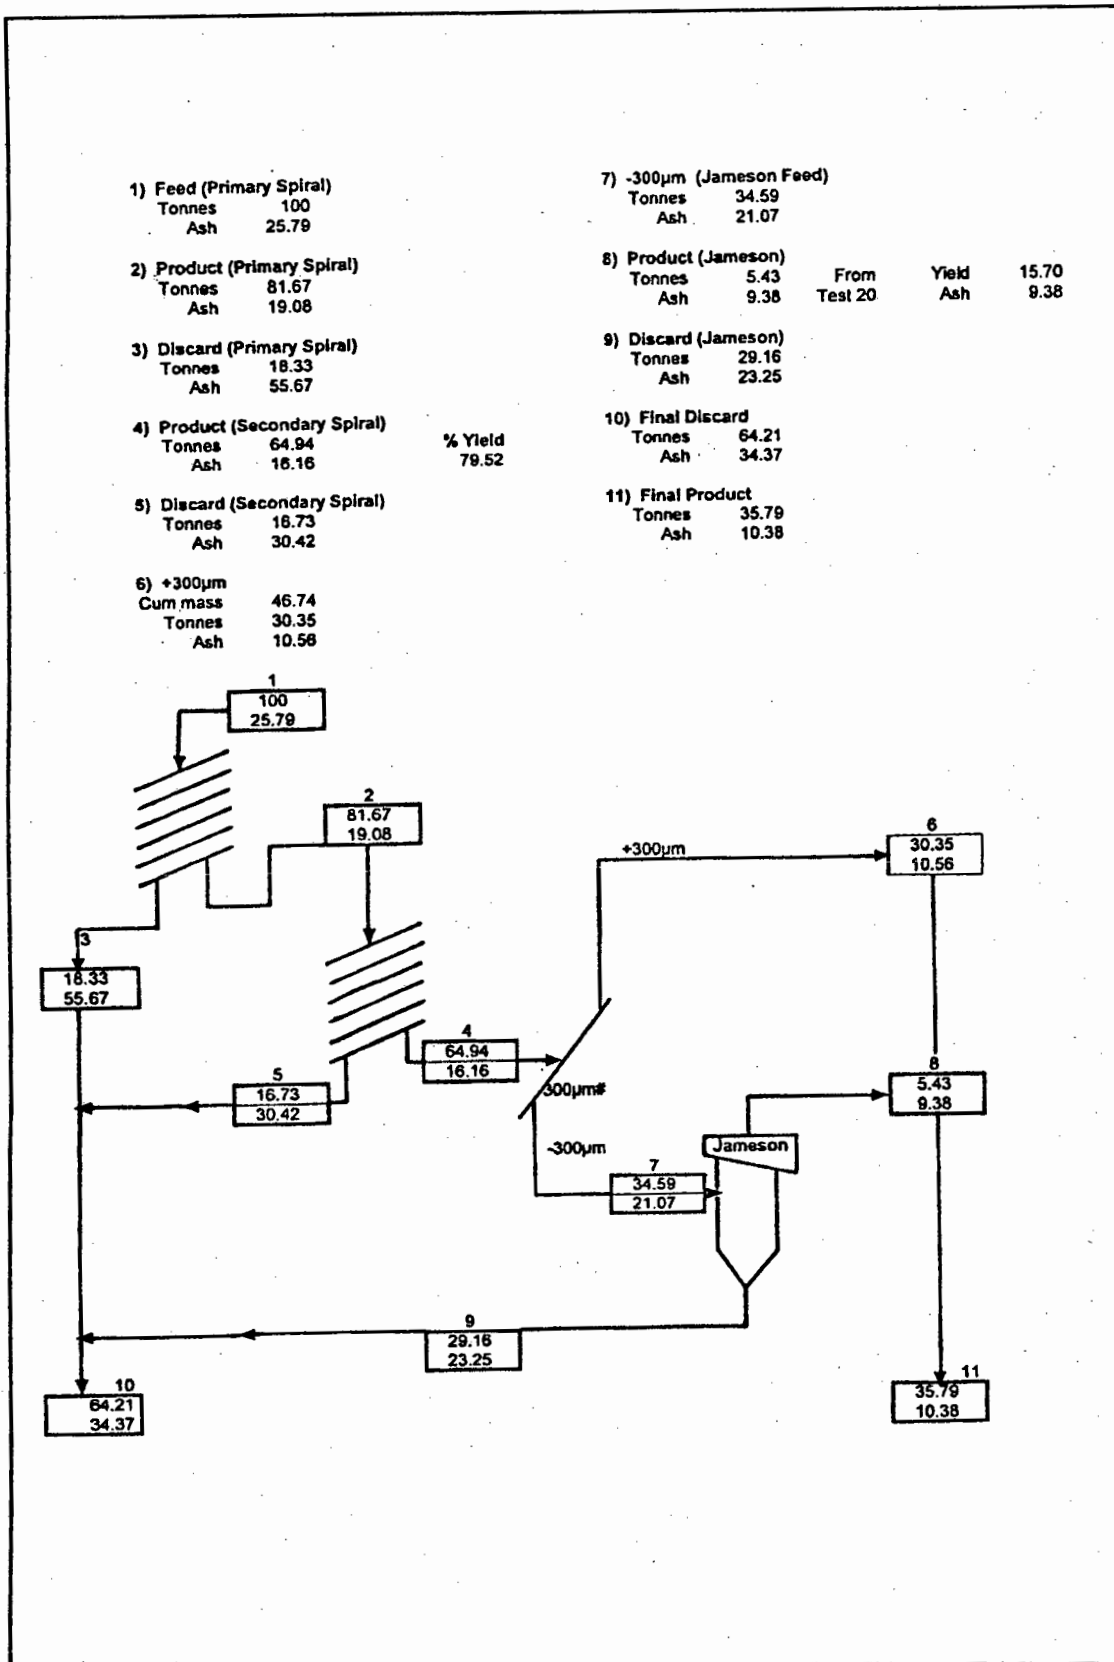 1) Feed (Primary Spiral)
Tonnes 100
Ash 25.79
2) Product (Primary Spiral)
Tonnes 81.67
Ash 19.08
3) Discard (Primary Spiral)
Tonnes 18.33
Ash 55.67
4) Product (Secondary Spiral)
Tonnes 64.94 % Yield
Ash 16.16 79.52
5) Discard (Secondary Spiral)
Tonnes 16.73
Ash 30.42
6) +300µm
Cum mass 46.74
Tonnes 30.35
Ash 10.56
7) -300µm (Jameson Feed)
Tonnes 34.59
Ash 21.07
8) Product (Jameson)
Tonnes 5.43 From Yield 15.70
Ash 9.38 Test 20 Ash 9.38
9) Discard (Jameson)
Tonnes 29.16
Ash 23.25
10) Final Discard
Tonnes 64.21
Ash 34.37
11) Final Product
Tonnes 35.79
Ash 10.38
1
100
25.79
2
81.67
19.08
+300µm
6
30.35
10.56
3
18.33
55.67
4
64.94
16.16
5
16.73
30.42
300µm#
8
5.43
9.38
-300µm
Jameson
7
34.59
21.07
9
29.16
23.25
10
64.21
34.37
11
35.79
10.38